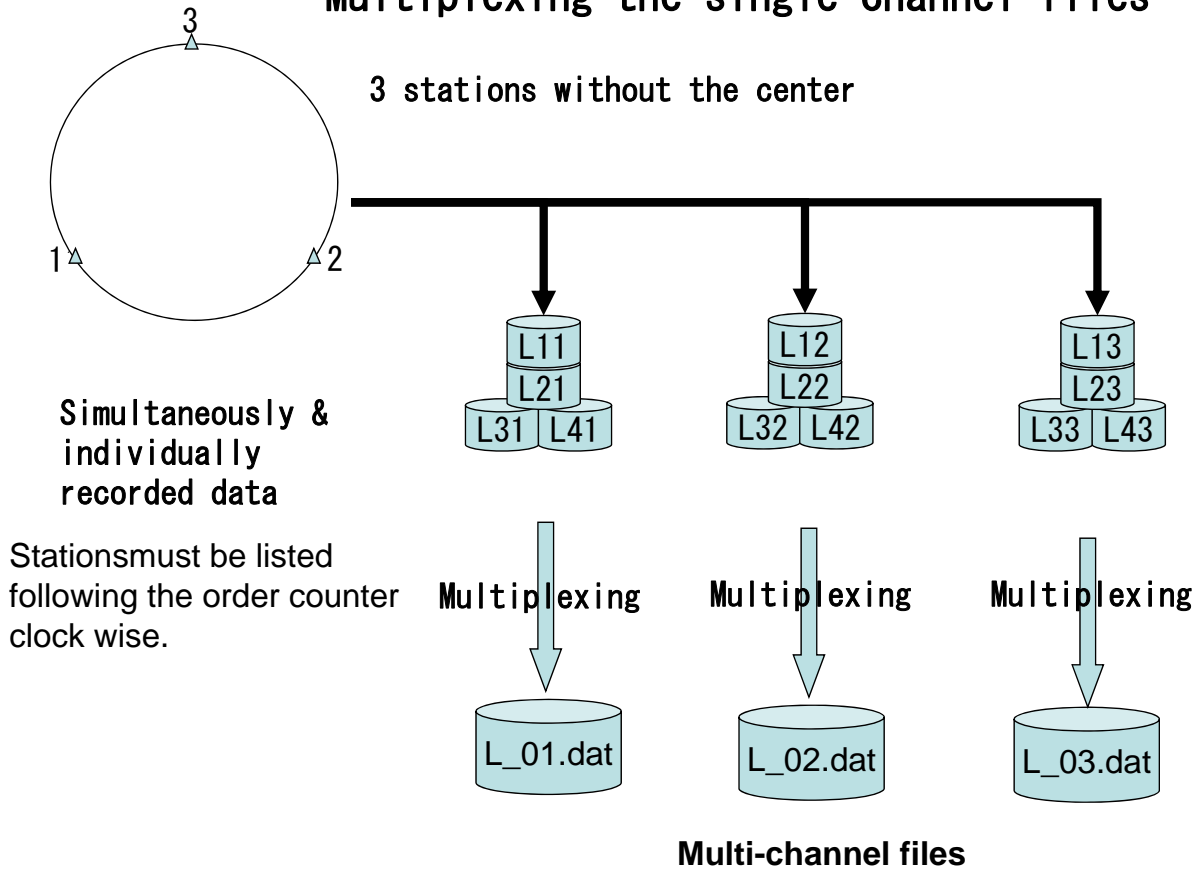 Multiplexing the single channel files
3
3 stations without the center
1
2
L11
L21
L31
L41
L12
L22
L32
L42
L13
L23
L33
L43
Simultaneously &
individually
recorded data
Stationsmust be listed
following the order counter
clock wise.
Multiplexing
Multiplexing
Multiplexing
L_01.dat
L_02.dat
L_03.dat
Multi-channel files